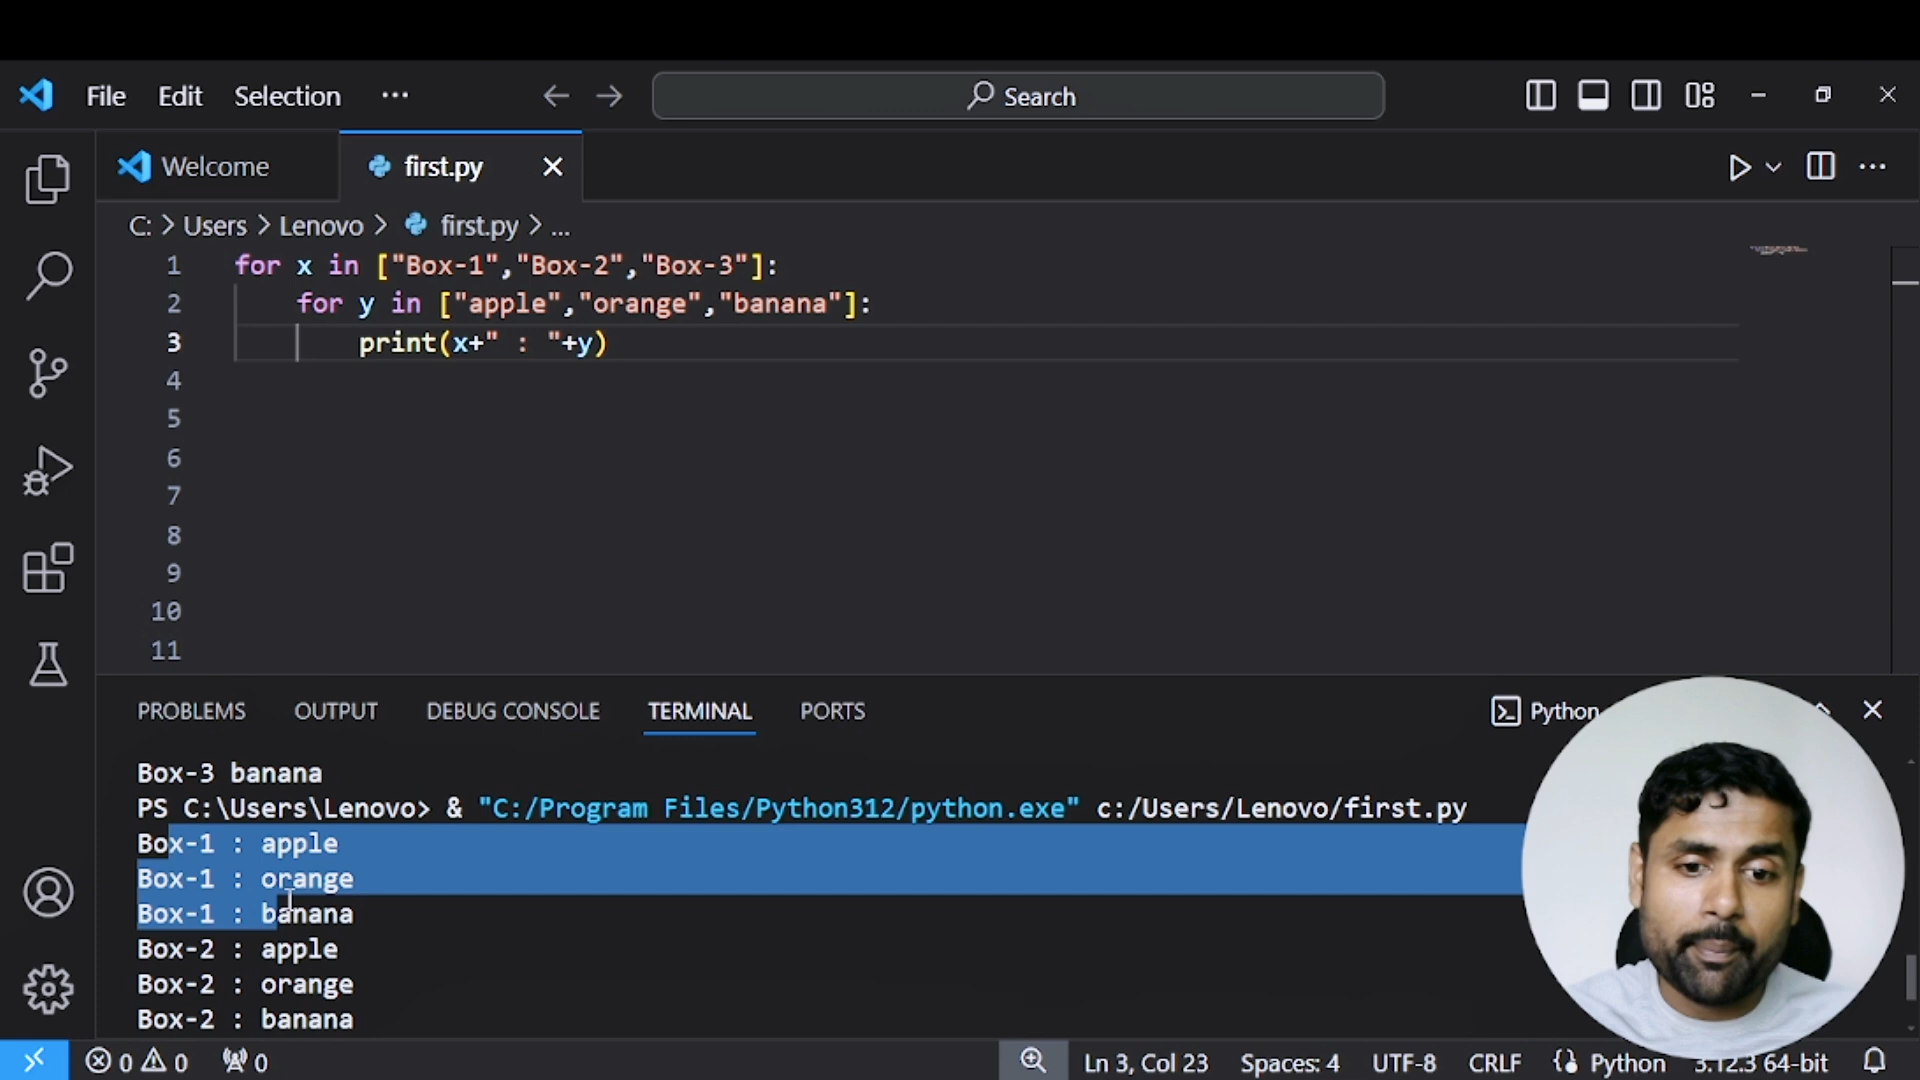 File Edit Selection ··· Search
Welcome first.py
C: > Users > Lenovo > first.py > ...
1 for x in ["Box-1","Box-2","Box-3"]:
2 for y in ["apple","orange","banana"]:
3 print(x+" : "+y)
4
5
6
7
8
9
10
11
PROBLEMS OUTPUT DEBUG CONSOLE TERMINAL PORTS Python
Box-3 banana
PS C:\Users\Lenovo> & "C:/Program Files/Python312/python.exe" c:/Users/Lenovo/first.py
Box-1 : apple
Box-1 : orange
Box-1 : banana
Box-2 : apple
Box-2 : orange
Box-2 : banana
0 0 0 Ln 3, Col 23 Spaces: 4 UTF-8 CRLF Python 3.12.3 64-bit